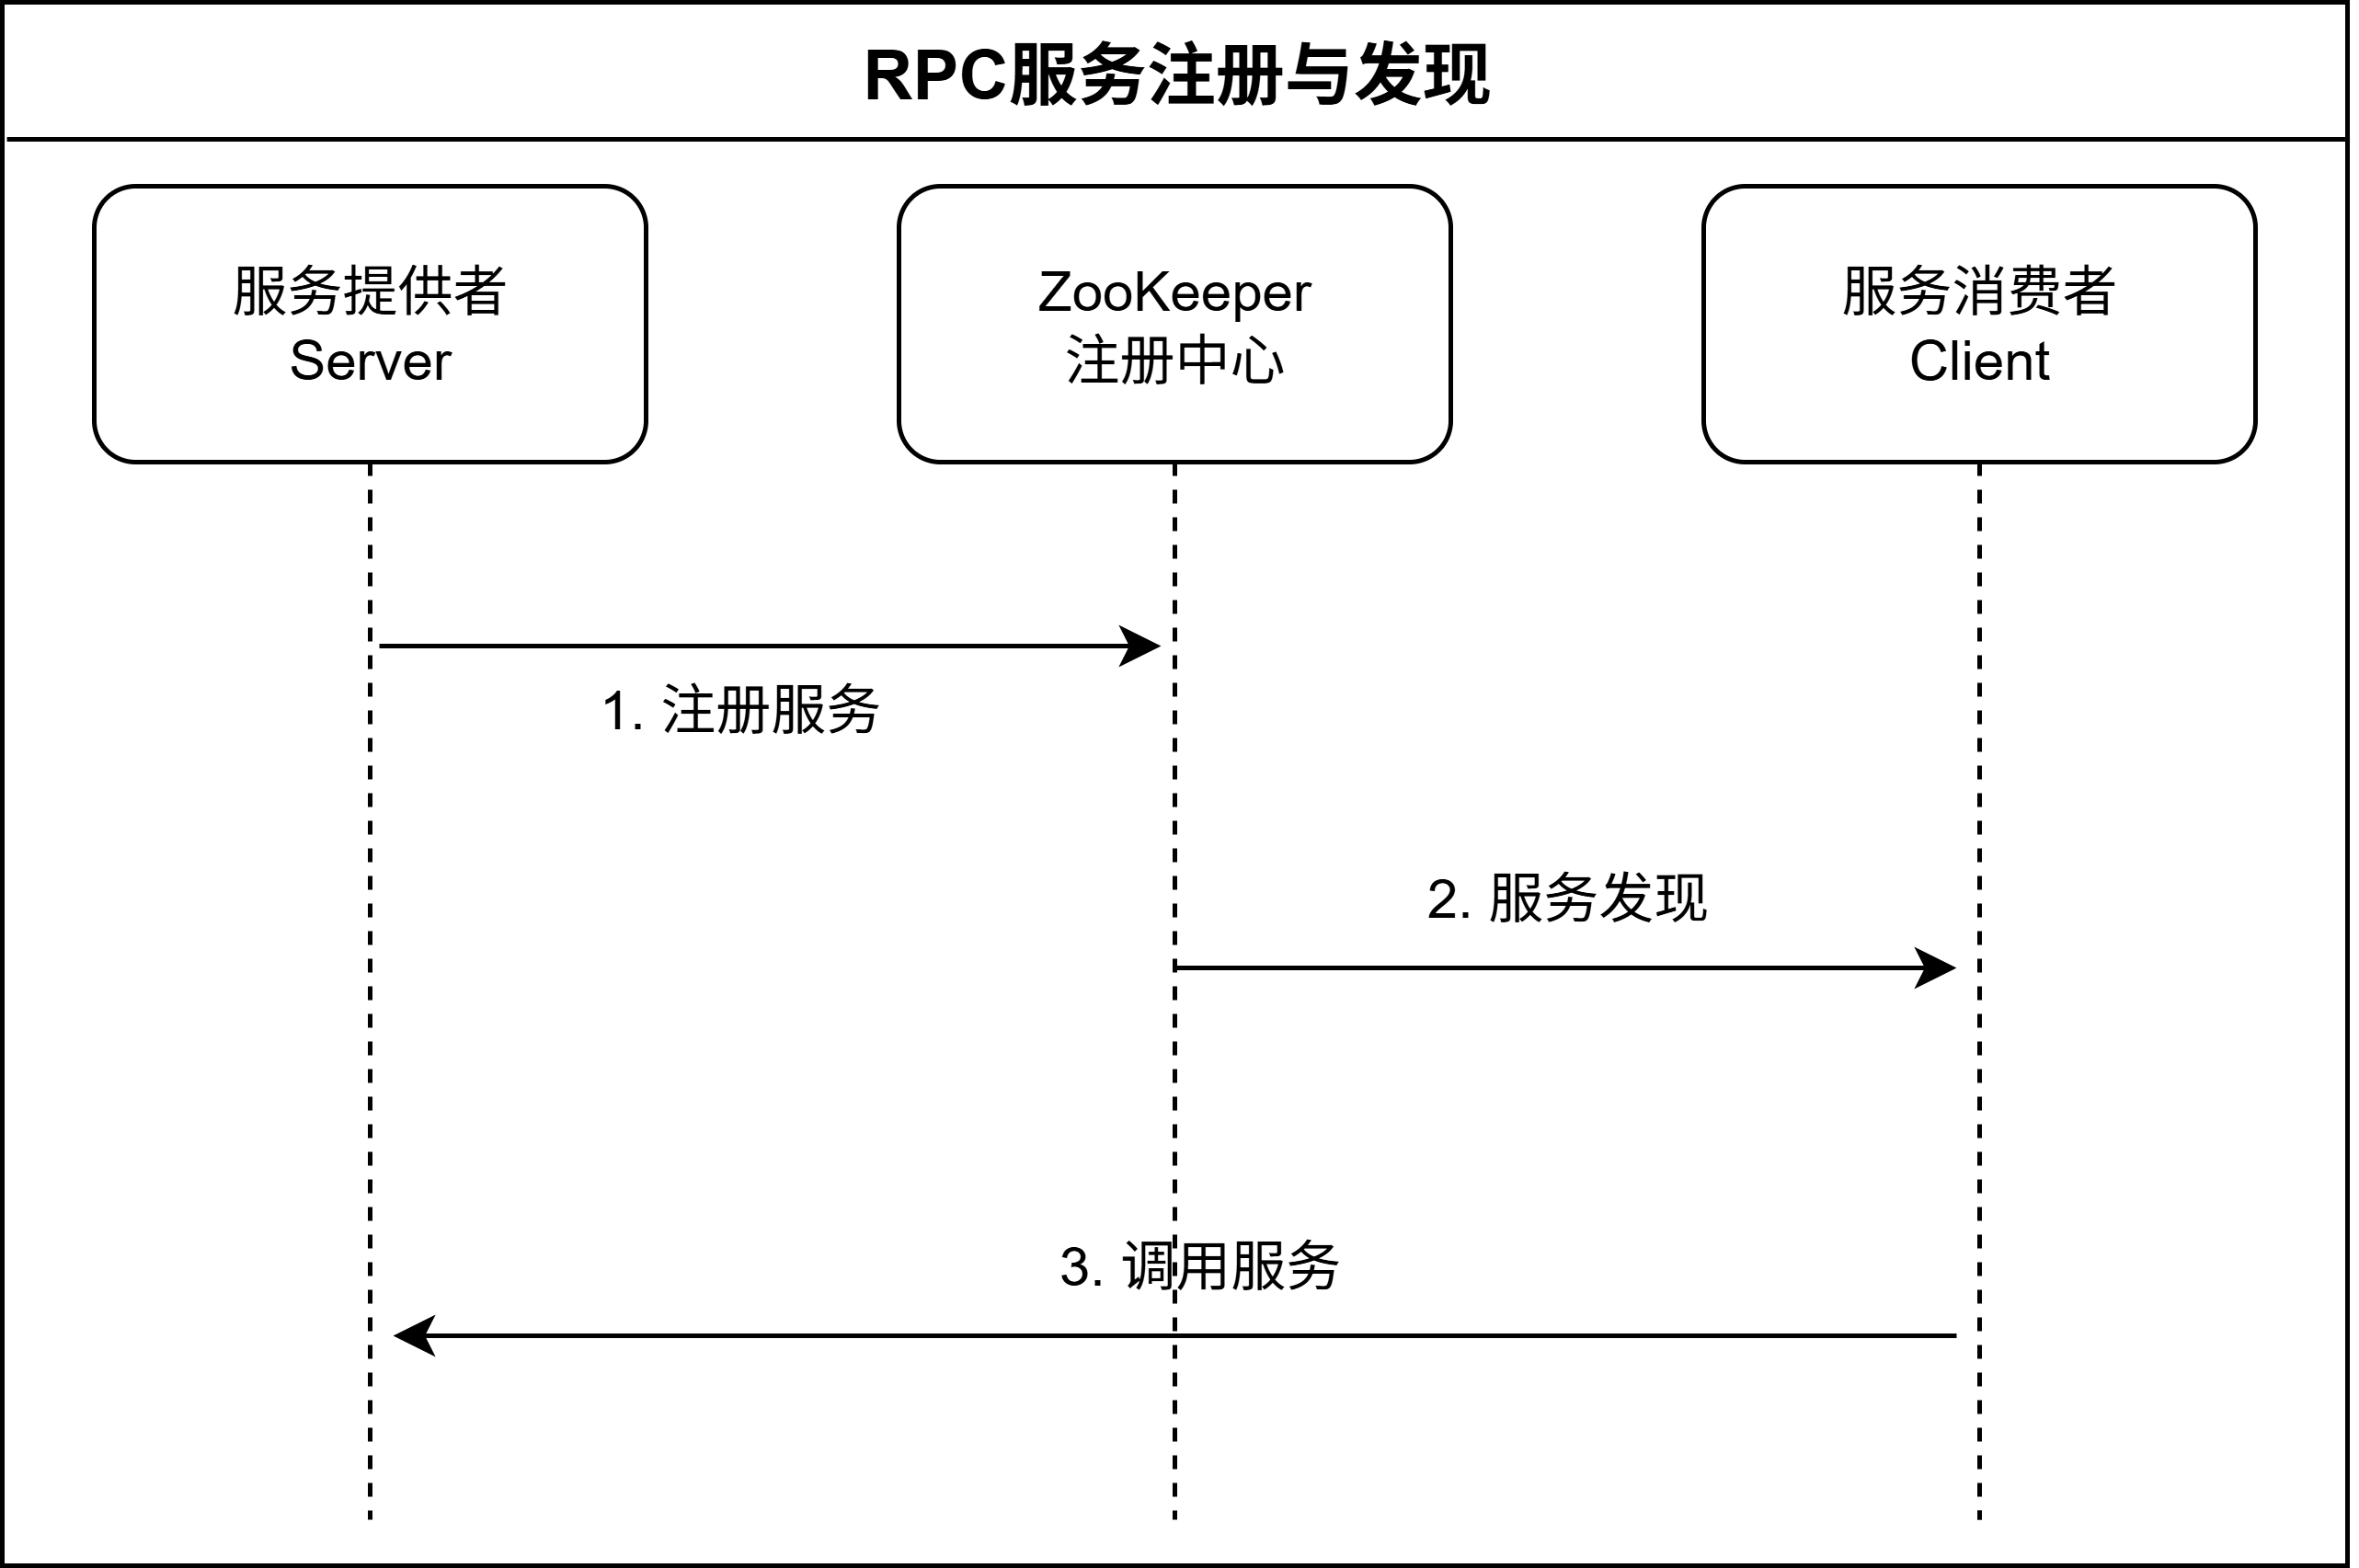 RPC服务注册与发现
服务提供者
Server
ZooKeeper
注册中心
服务消费者
Client
1. 注册服务
2. 服务发现
3. 调用服务